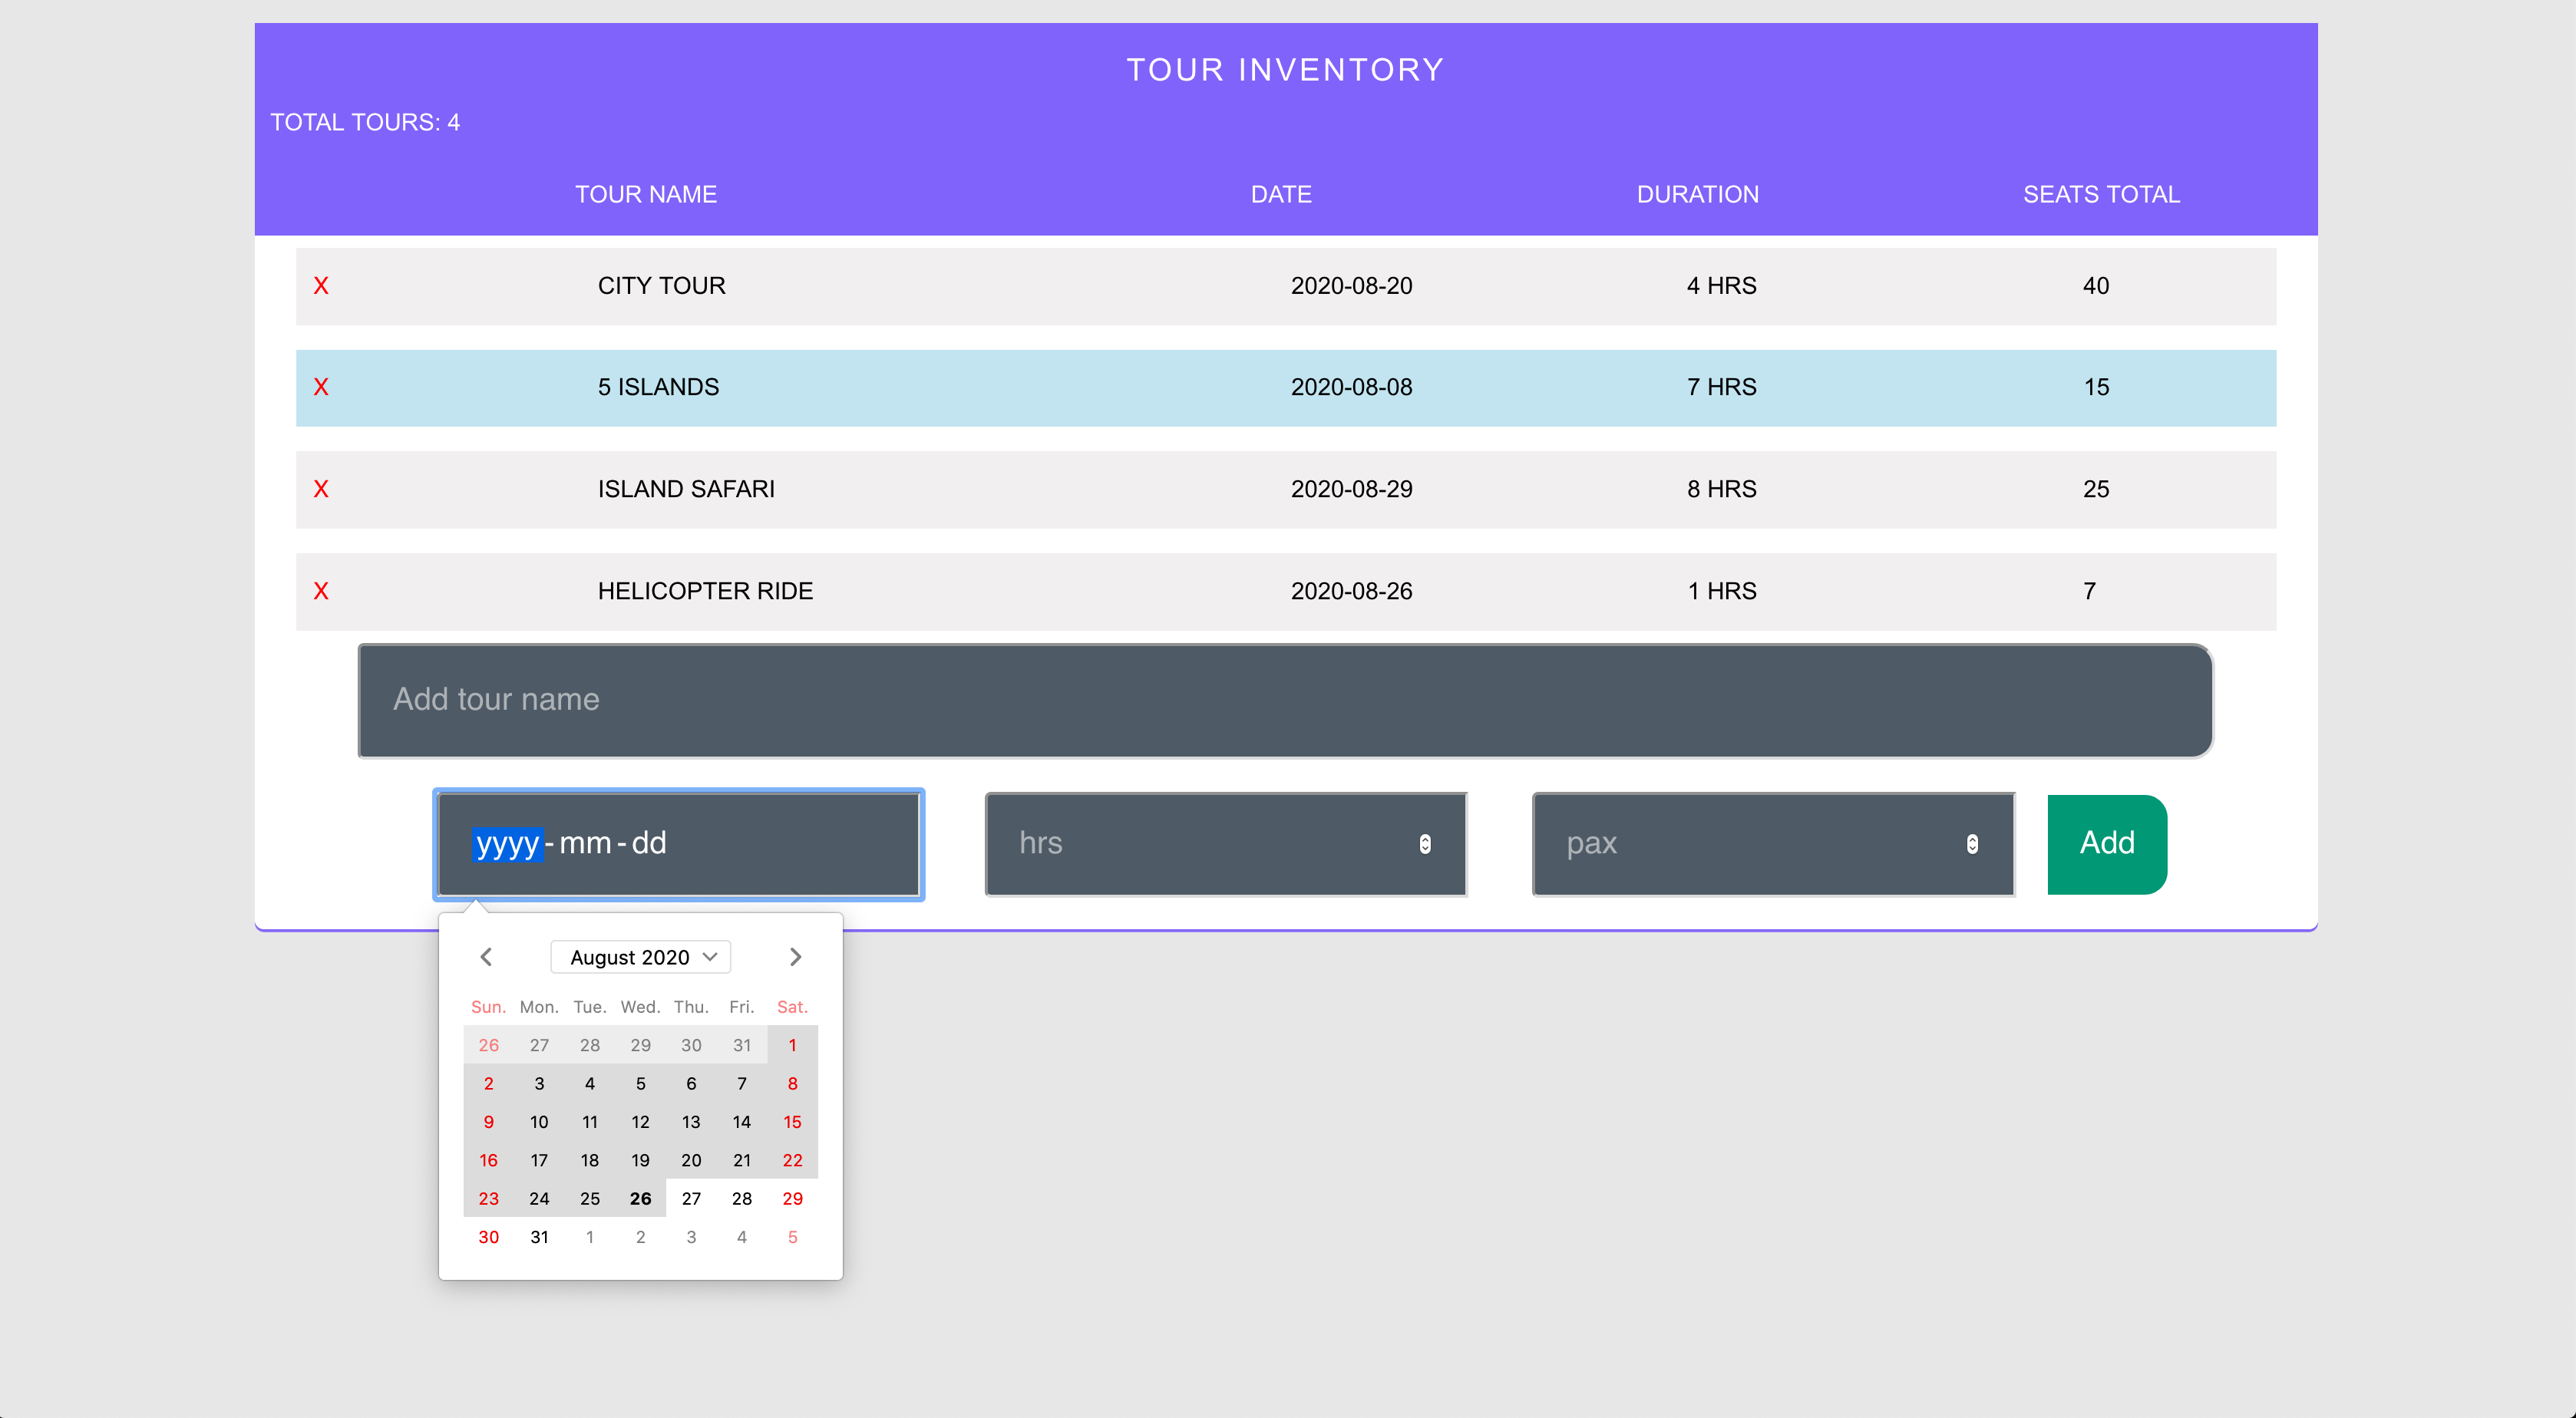 TOUR INVENTORY
TOTAL TOURS: 4
TOUR NAME DATE DURATION SEATS TOTAL
X CITY TOUR 2020-08-20 4 HRS 40
X 5 ISLANDS 2020-08-08 7 HRS 15
X ISLAND SAFARI 2020-08-29 8 HRS 25
X HELICOPTER RIDE 2020-08-26 1 HRS 7
Add tour name
yyyy-mm-dd hrs pax Add
August 2020
Sun. Mon. Tue. Wed. Thu. Fri. Sat.
26 27 28 29 30 31 1
2 3 4 5 6 7 8
9 10 11 12 13 14 15
16 17 18 19 20 21 22
23 24 25 26 27 28 29
30 31 1 2 3 4 5